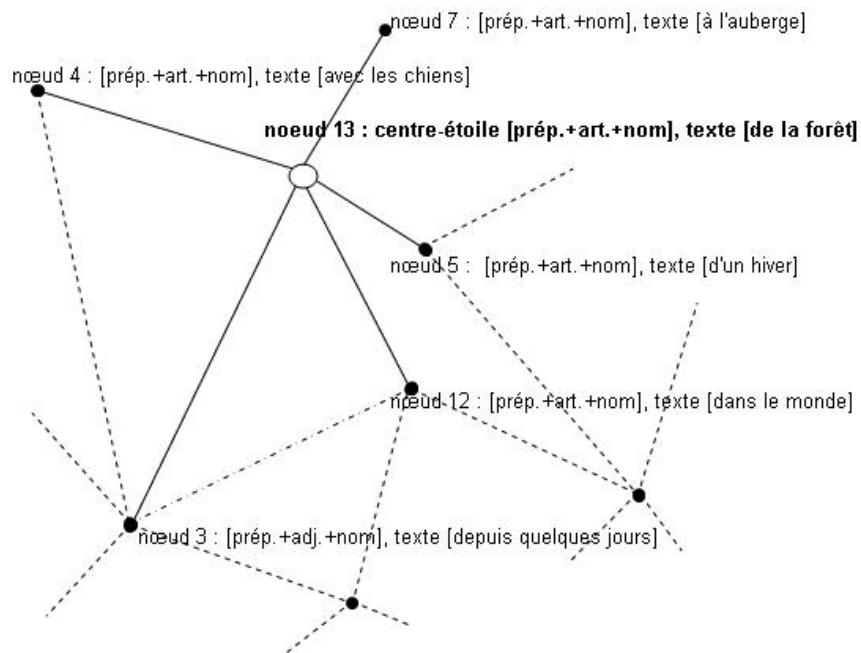 nœud 7 : [prép.+art.+nom], texte [à l'auberge]
nœud 4 : [prép.+art.+nom], texte [avec les chiens]
noeud 13 : centre-étoile [prép.+art.+nom], texte [de la forêt]
nœud 5 : [prép.+art.+nom], texte [d'un hiver]
nœud 12 : [prép.+art.+nom], texte [dans le monde]
nœud 3 : [prép.+adj.+nom], texte [depuis quelques jours]